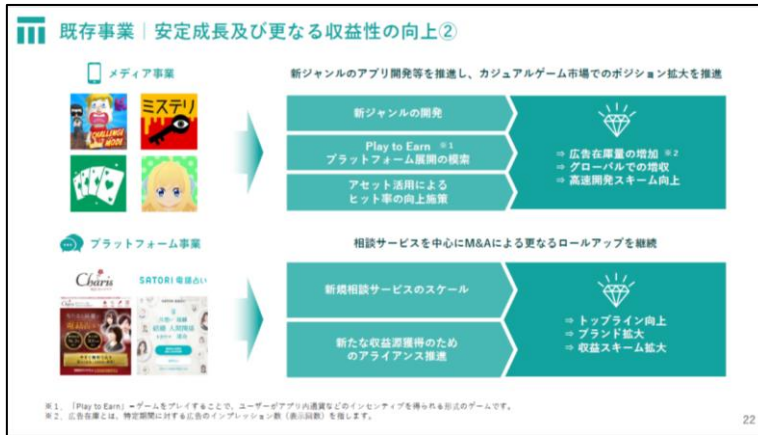 既存事業｜安定成長及び更なる収益性の向上②
メディア事業
新ジャンルのアプリ開発等を推進し、カジュアルゲーム市場でのポジション拡大を推進
CHALLENGE
MODE
ミステリ
新ジャンルの開発
Play to Earn ※1
プラットフォーム展開の模索
アセット活用による
ヒット率の向上施策
⇒ 広告在庫量の増加 ※2
⇒ グローバルでの増収
⇒ 高速開発スキーム向上
プラットフォーム事業
相談サービスを中心にM&Aによる更なるロールアップを継続
Charis
SATORI電話占い
新規相談サービスのスケール
新たな収益源獲得のため
のアライアンス推進
⇒ トップライン向上
⇒ ブランド拡大
⇒ 収益スキーム拡大
※1、「Play to Earn」＝ゲームをプレイすることで、ユーザーがアプリ内通貨などのインセンティブを得られる形式のゲームです。
※2、広告在庫とは、特定期間に対する広告のインプレッション数（表示回数）を指します。
22